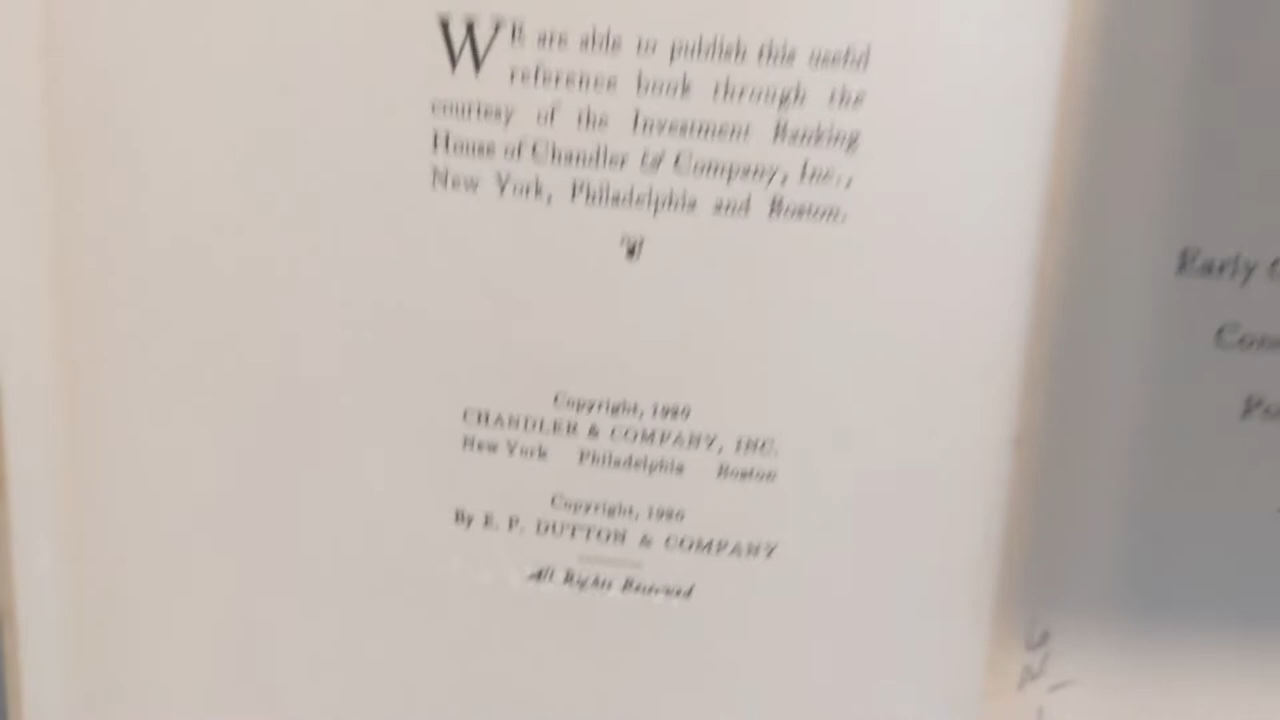 WE are able to publish this useful
reference book through the
courtesy of the Investment Banking
House of Chandler & Company, Inc.,
New York, Philadelphia and Boston.
Copyright,
CHANDLER & COMPANY, INC.
New York Philadelphia Boston
Copyright,
By E. P. DUTTON & COMPANY
All Rights Reserved
Early